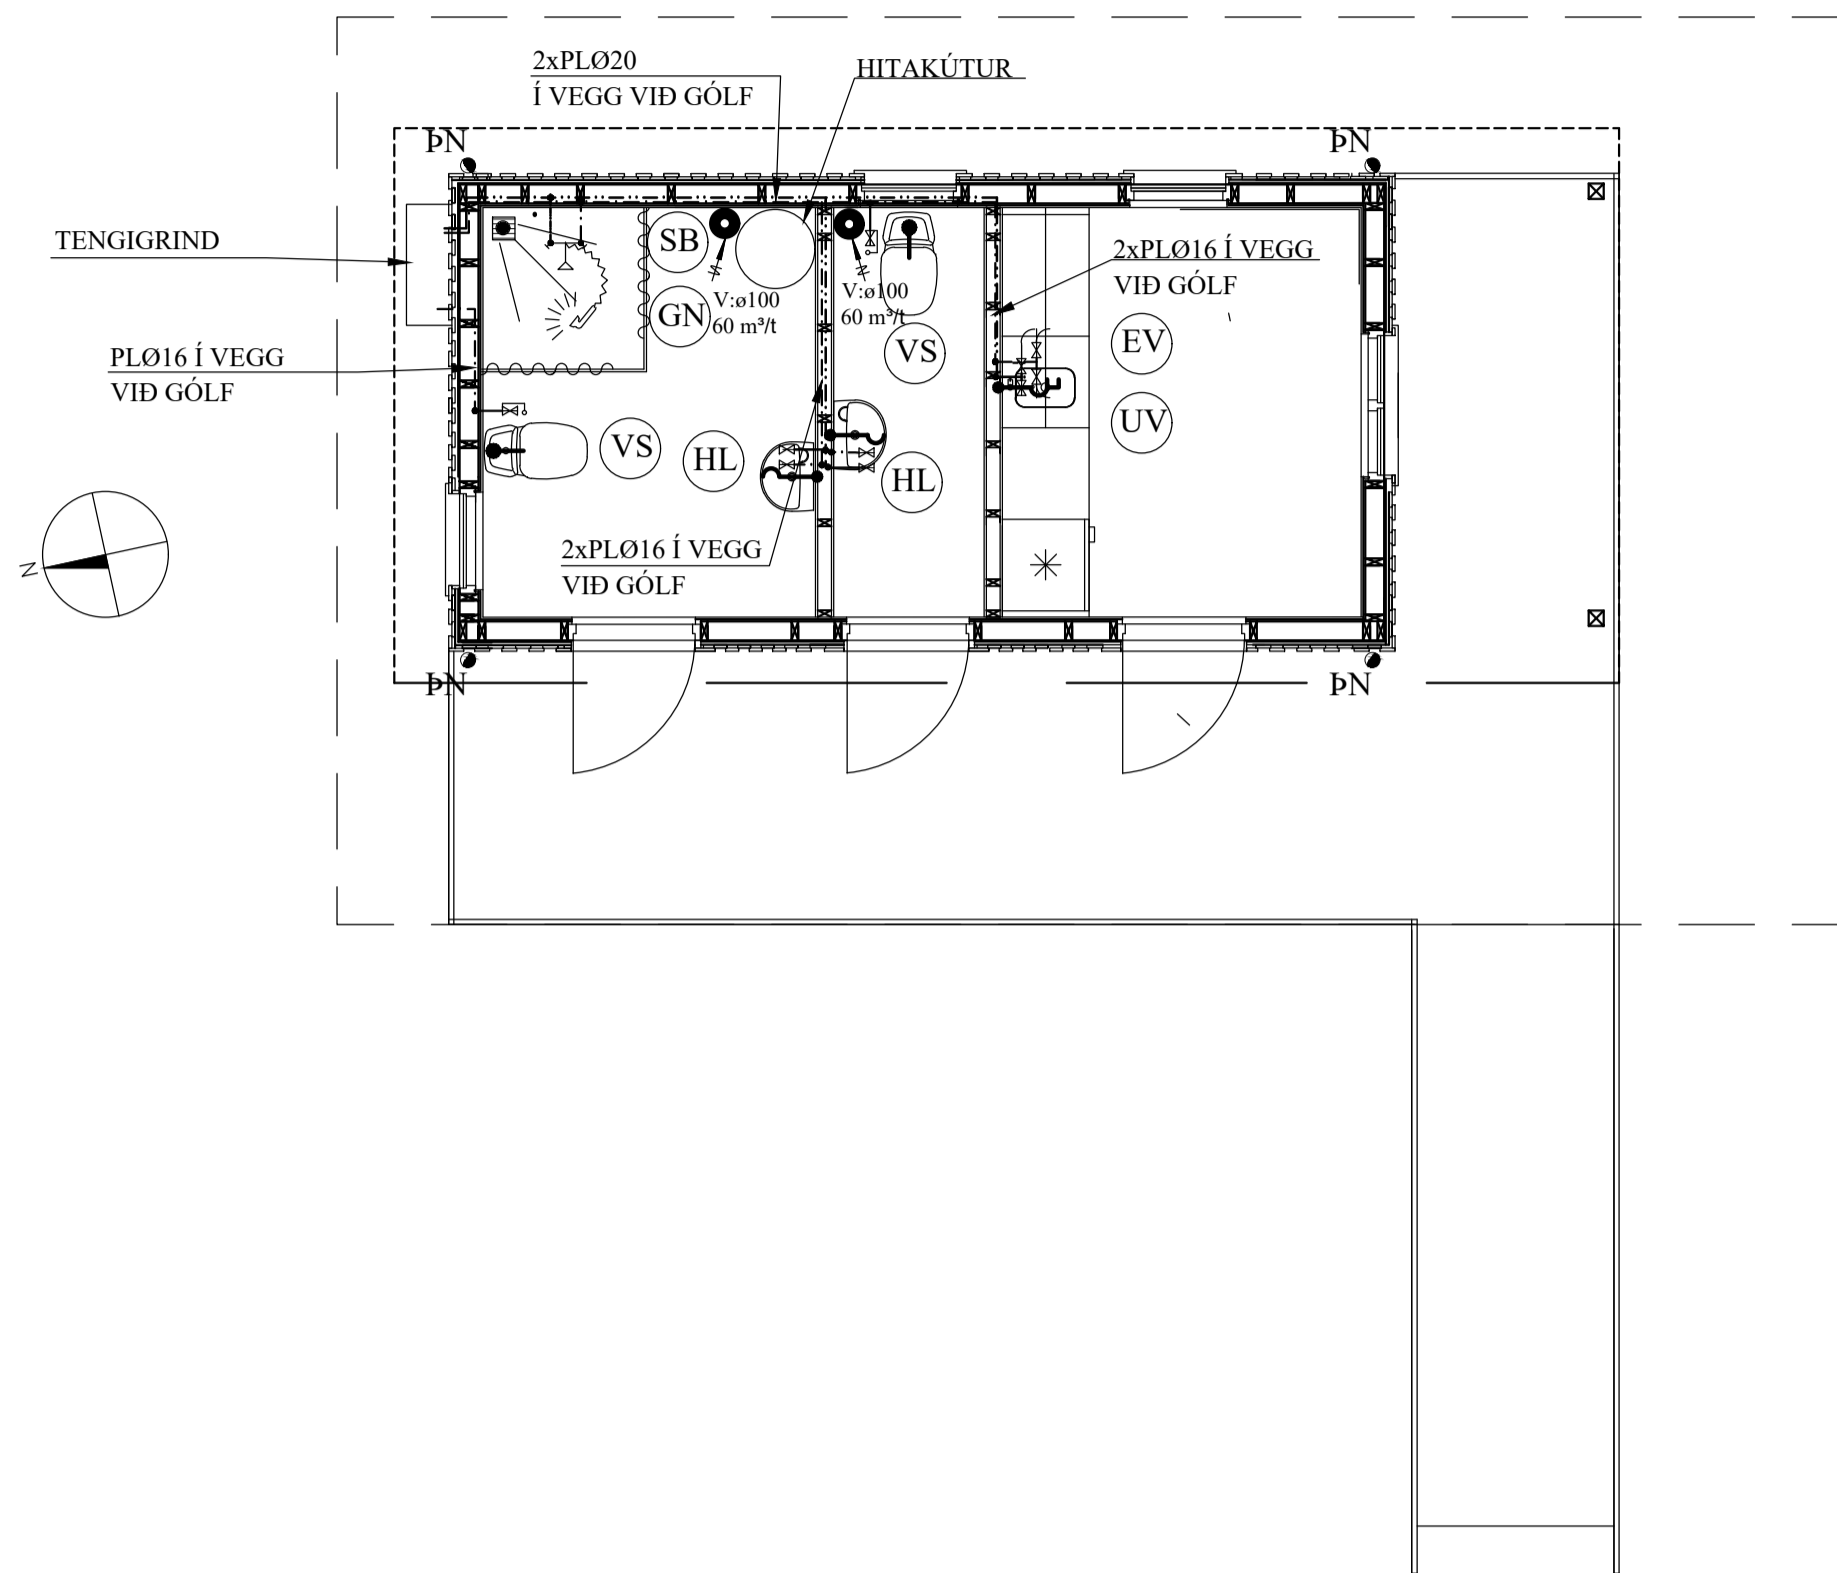 2xPLØ20
Í VEGG VIÐ GÓLF
HITAKÚTUR
ÞN
ÞN
TENGIGRIND
SB
GN
V:ø100
60 m³/t
V:ø100
60 m³/t
2xPLØ16 Í VEGG
VIÐ GÓLF
VS
EV
UV
PLØ16 Í VEGG
VIÐ GÓLF
VS
HL
HL
2xPLØ16 Í VEGG
VIÐ GÓLF
N
ÞN
ÞN